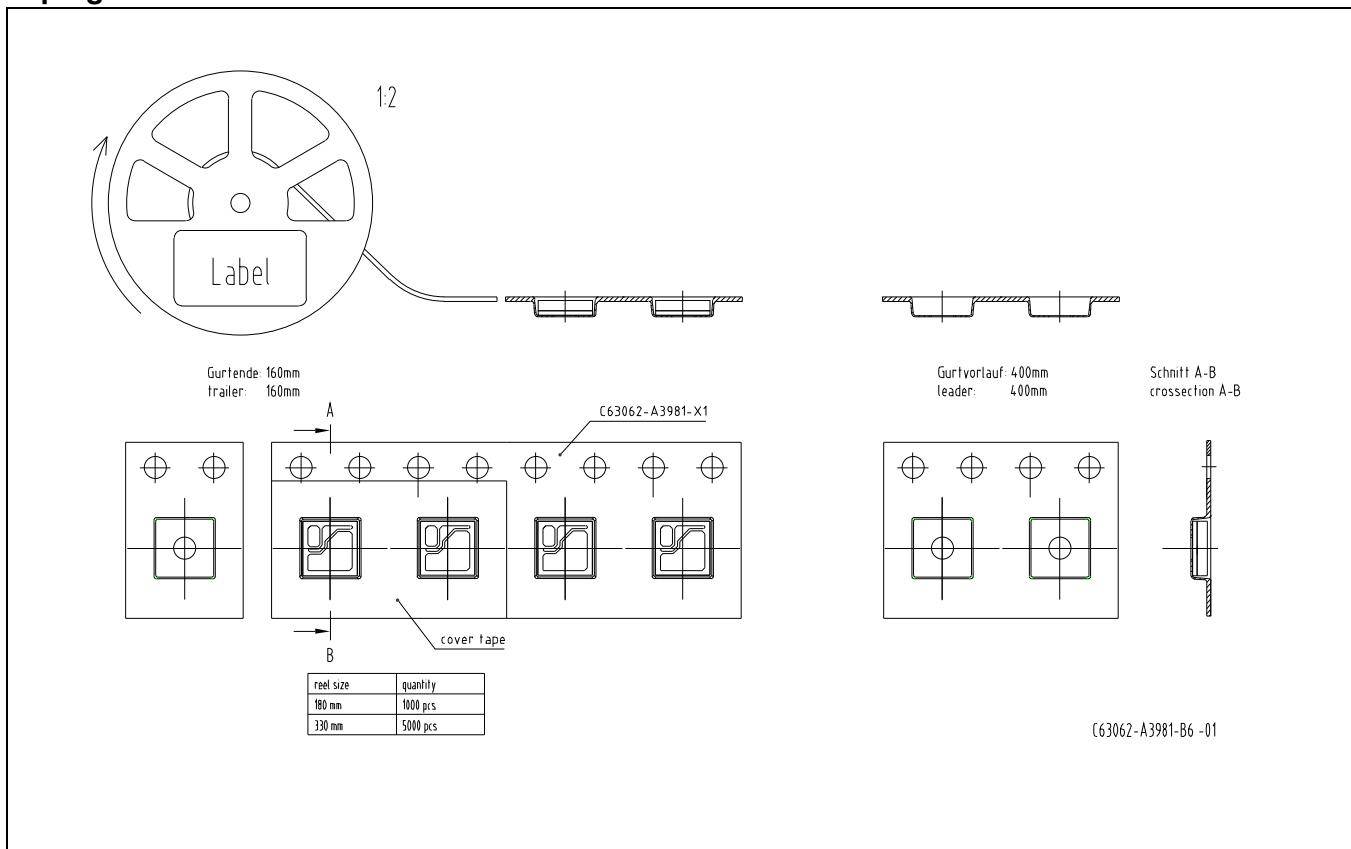 1:2
Label
Gurtende: 160mm
trailer: 160mm
Gurtvorlauf: 400mm
leader: 400mm
Schnitt A-B
crossection A-B
A
C63062-A3981-X1
cover tape
B
reel size quantity
180 mm 1000 pcs
330 mm 5000 pcs
C63062-A3981-B6 -01